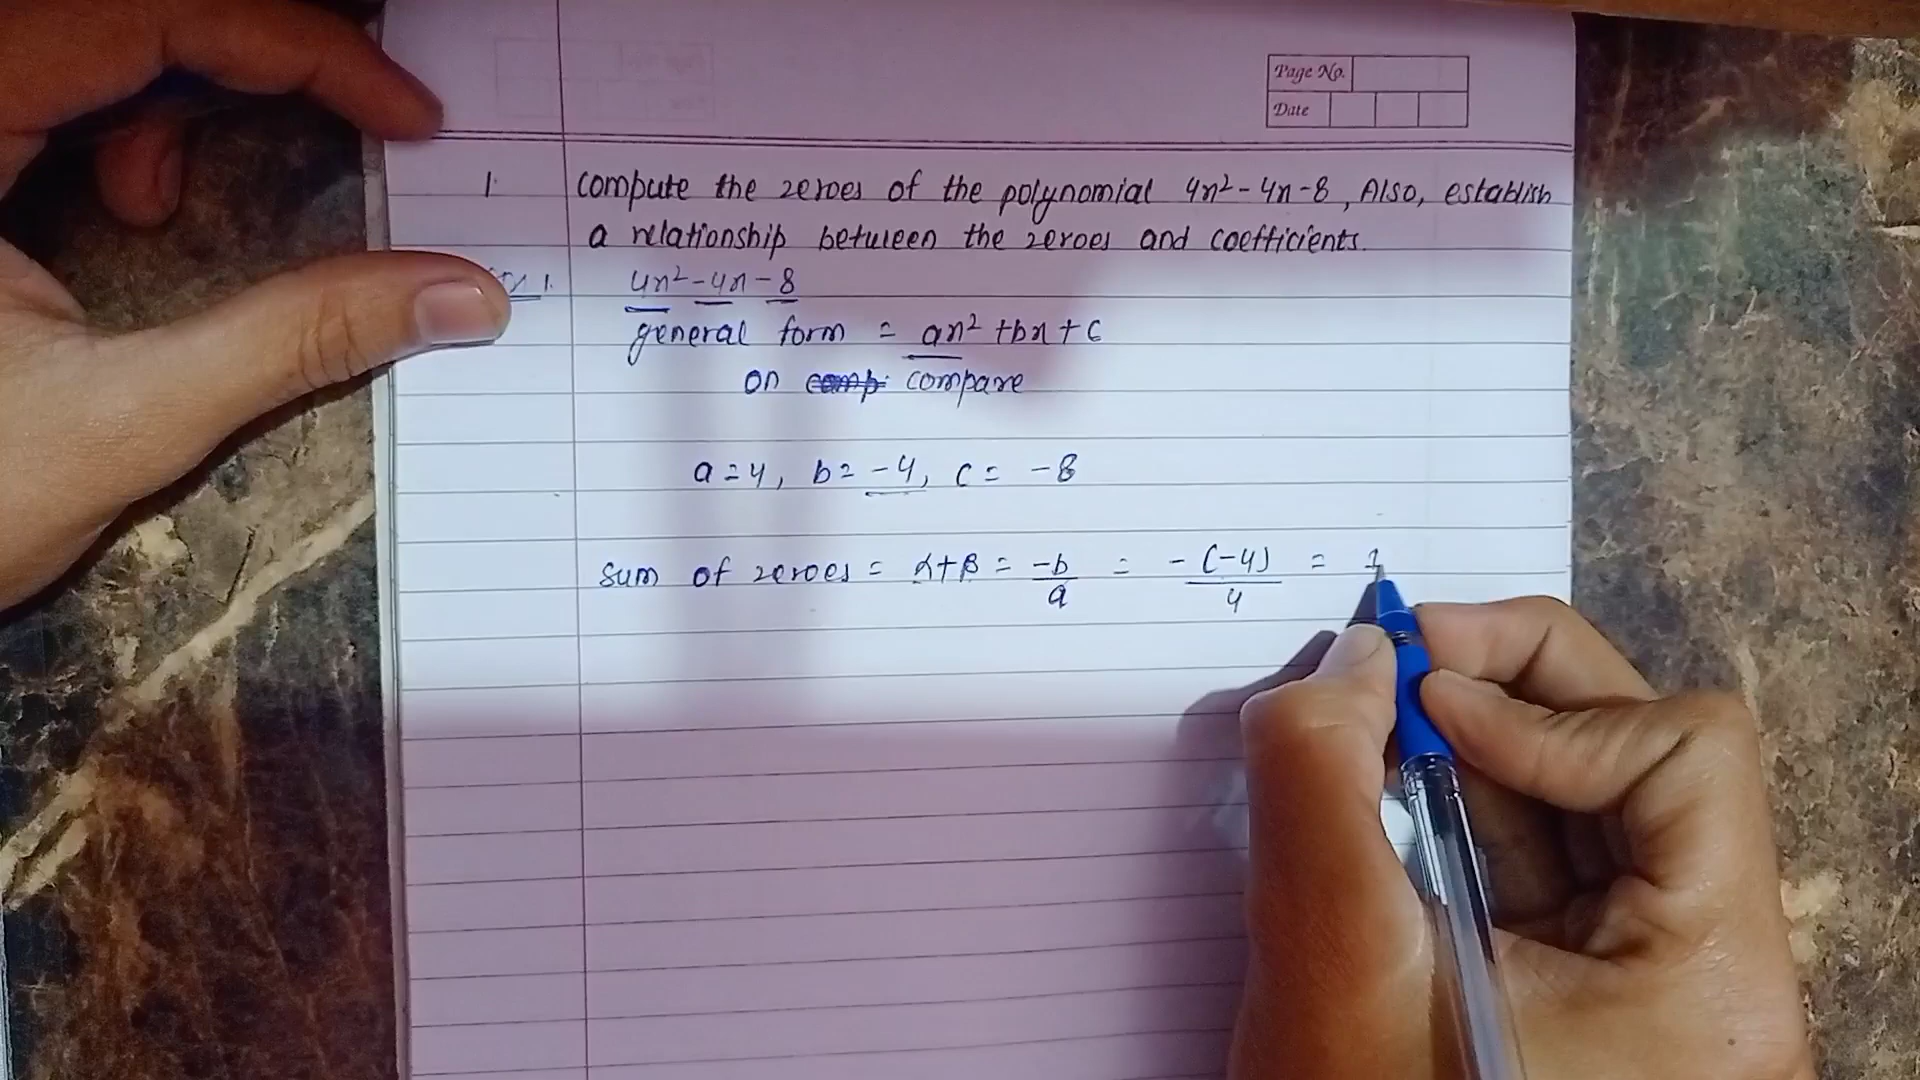 Page No.
Date
1. Compute the zeroes of the polynomial 4x² - 4x - 8, Also, establish
a relationship between the zeroes and coefficients.
1. 4x² - 4x - 8
general form = ax² + bx + c
on comp. compare
a = 4, b = -4, c = -8
sum of zeroes = α + β = -b/a = -(-4)/4 = 1